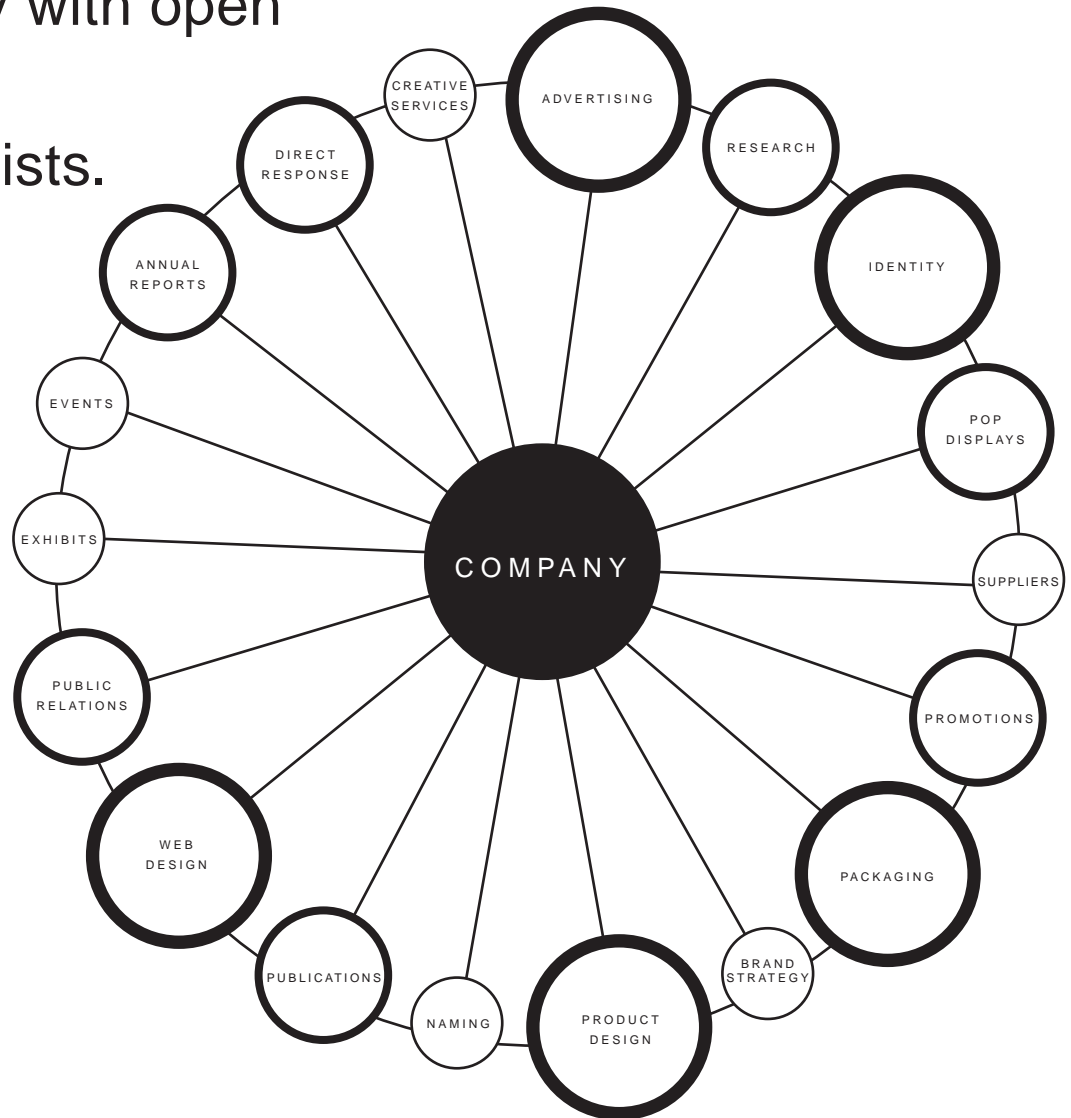 with open
ists.
CREATIVE
SERVICES
ADVERTISING
RESEARCH
DIRECT
RESPONSE
IDENTITY
ANNUAL
REPORTS
POP
DISPLAYS
EVENTS
EXHIBITS
COMPANY
SUPPLIERS
PUBLIC
RELATIONS
PROMOTIONS
WEB
DESIGN
PACKAGING
PUBLICATIONS
BRAND
STRATEGY
NAMING
PRODUCT
DESIGN